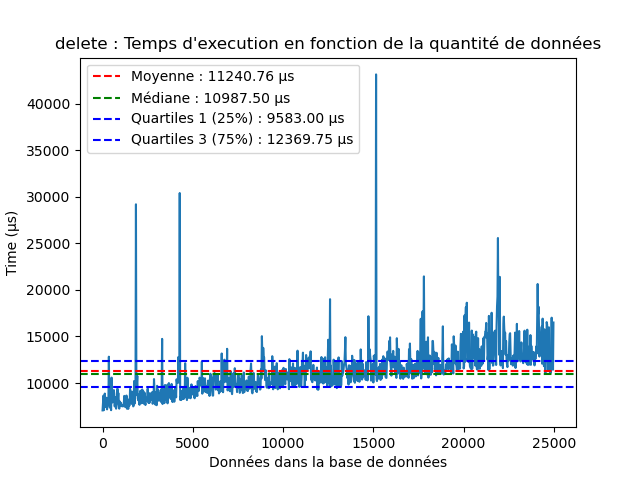 delete : Temps d'execution en fonction de la quantité de données
Moyenne : 11240.76 µs
Médiane : 10987.50 µs
Quartiles 1 (25%) : 9583.00 µs
Quartiles 3 (75%) : 12369.75 µs
Time (µs)
40000
35000
30000
25000
20000
15000
10000
0 5000 10000 15000 20000 25000
Données dans la base de données